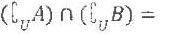 (∁_U A) ∩ (∁_U B) =